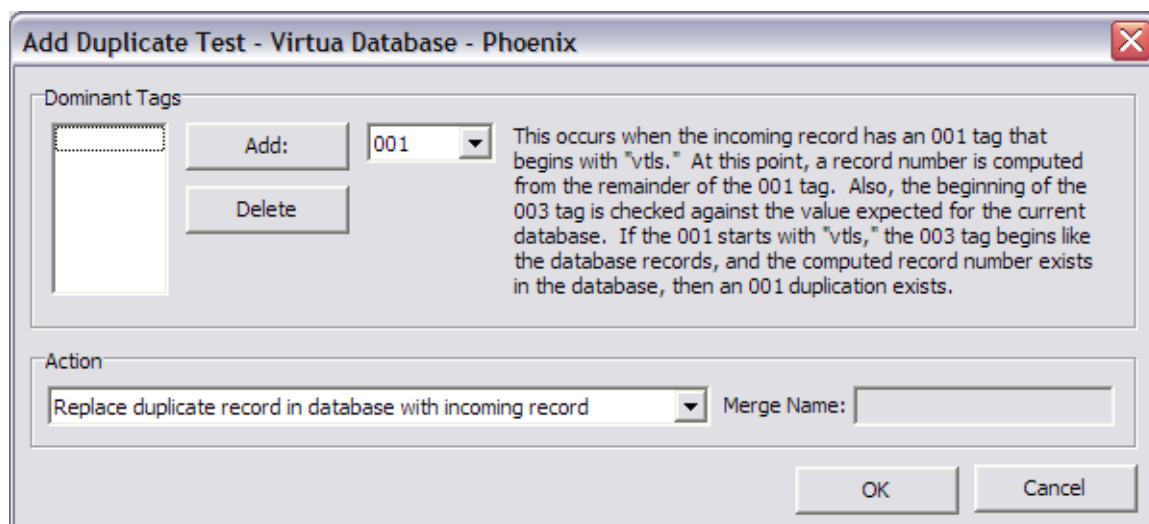 Add Duplicate Test - Virtua Database - Phoenix
Dominant Tags
Add:
001
Delete
This occurs when the incoming record has an 001 tag that
begins with "vtls."  At this point, a record number is computed
from the remainder of the 001 tag.  Also, the beginning of the
003 tag is checked against the value expected for the current
database.  If the 001 starts with "vtls," the 003 tag begins like
the database records, and the computed record number exists
in the database, then an 001 duplication exists.
Action
Replace duplicate record in database with incoming record
Merge Name:
OK
Cancel